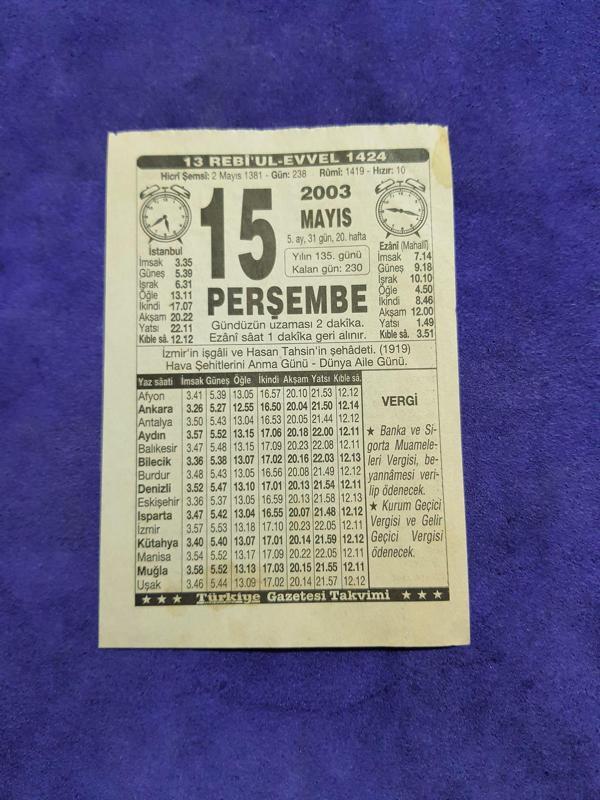 13 REBİ'UL-EVVEL 1424
Hicrî Şemsî: 2 Mayıs 1381 - Gün: 238 Rûmî: 1419 - Hızır: 10
15
2003
MAYIS
5. ay, 31 gün, 20. hafta
Yılın 135. günü
Kalan gün: 230
PERŞEMBE
Gündüzün uzaması 2 dakîka.
Ezânî sâat 1 dakîka geri alınır.
İstanbul
İmsak 3.35
Güneş 5.39
İşrak 6.31
Öğle 13.11
İkindi 17.07
Akşam 20.22
Yatsı 22.11
Kıble sâ. 12.12
Ezânî (Mahallî)
İmsak 7.14
Güneş 9.18
İşrak 10.10
Öğle 4.50
İkindi 8.46
Akşam 12.00
Yatsı 1.49
Kıble sâ. 3.51
İzmir'in işgâli ve Hasan Tahsin'in şehâdeti. (1919)
Hava Şehitlerini Anma Günü - Dünya Aile Günü.
Yaz sâati İmsak Güneş Öğle İkindi Akşam Yatsı Kıble sâ.
Afyon 3.41 5.39 13.05 16.57 20.10 21.53 12.12
Ankara 3.26 5.27 12.55 16.50 20.04 21.50 12.14
Antalya 3.50 5.43 13.04 16.53 20.05 21.44 12.12
Aydın 3.57 5.52 13.15 17.06 20.18 22.00 12.11
Balıkesir 3.47 5.48 13.15 17.09 20.23 22.08 12.11
Bilecik 3.36 5.38 13.07 17.02 20.16 22.03 12.13
Burdur 3.48 5.43 13.05 16.56 20.08 21.49 12.12
Denizli 3.52 5.47 13.10 17.01 20.13 21.54 12.11
Eskişehir 3.36 5.37 13.05 16.59 20.13 21.58 12.13
Isparta 3.47 5.42 13.04 16.55 20.07 21.48 12.12
İzmir 3.57 5.53 13.18 17.10 20.23 22.05 12.11
Kütahya 3.40 5.40 13.07 17.01 20.14 21.59 12.12
Manisa 3.54 5.52 13.17 17.09 20.22 22.05 12.11
Muğla 3.58 5.52 13.13 17.03 20.15 21.55 12.11
Uşak 3.46 5.44 13.09 17.02 20.14 21.57 12.12
VERGİ
★ Banka ve Si-
gorta Muamele-
leri Vergisi, be-
yannâmesi veri-
lip ödenecek.
★ Kurum Geçici
Vergisi ve Gelir
Geçici Vergisi
ödenecek.
★ ★ ★ Türkiye Gazetesi Takvimi ★ ★ ★